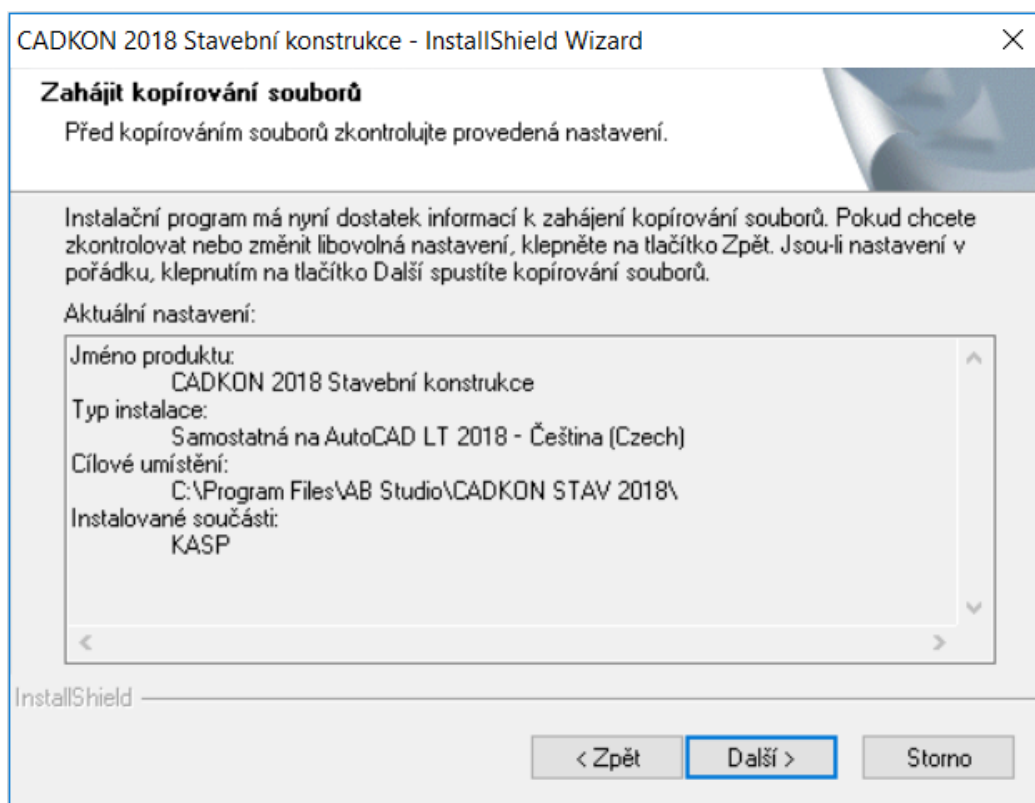 CADKON 2018 Stavební konstrukce - InstallShield Wizard
Zahájit kopírování souborů
Před kopírováním souborů zkontrolujte provedená nastavení.
Instalační program má nyní dostatek informací k zahájení kopírování souborů. Pokud chcete
zkontrolovat nebo změnit libovolná nastavení, klepněte na tlačítko Zpět. Jsou-li nastavení v
pořádku, klepnutím na tlačítko Další spustíte kopírování souborů.
Aktuální nastavení:
Jméno produktu:
CADKON 2018 Stavební konstrukce
Typ instalace:
Samostatná na AutoCAD LT 2018 - Čeština (Czech)
Cílové umístění:
C:\Program Files\AB Studio\CADKON STAV 2018\
Instalované součásti:
KASP
InstallShield
< Zpět
Další >
Storno